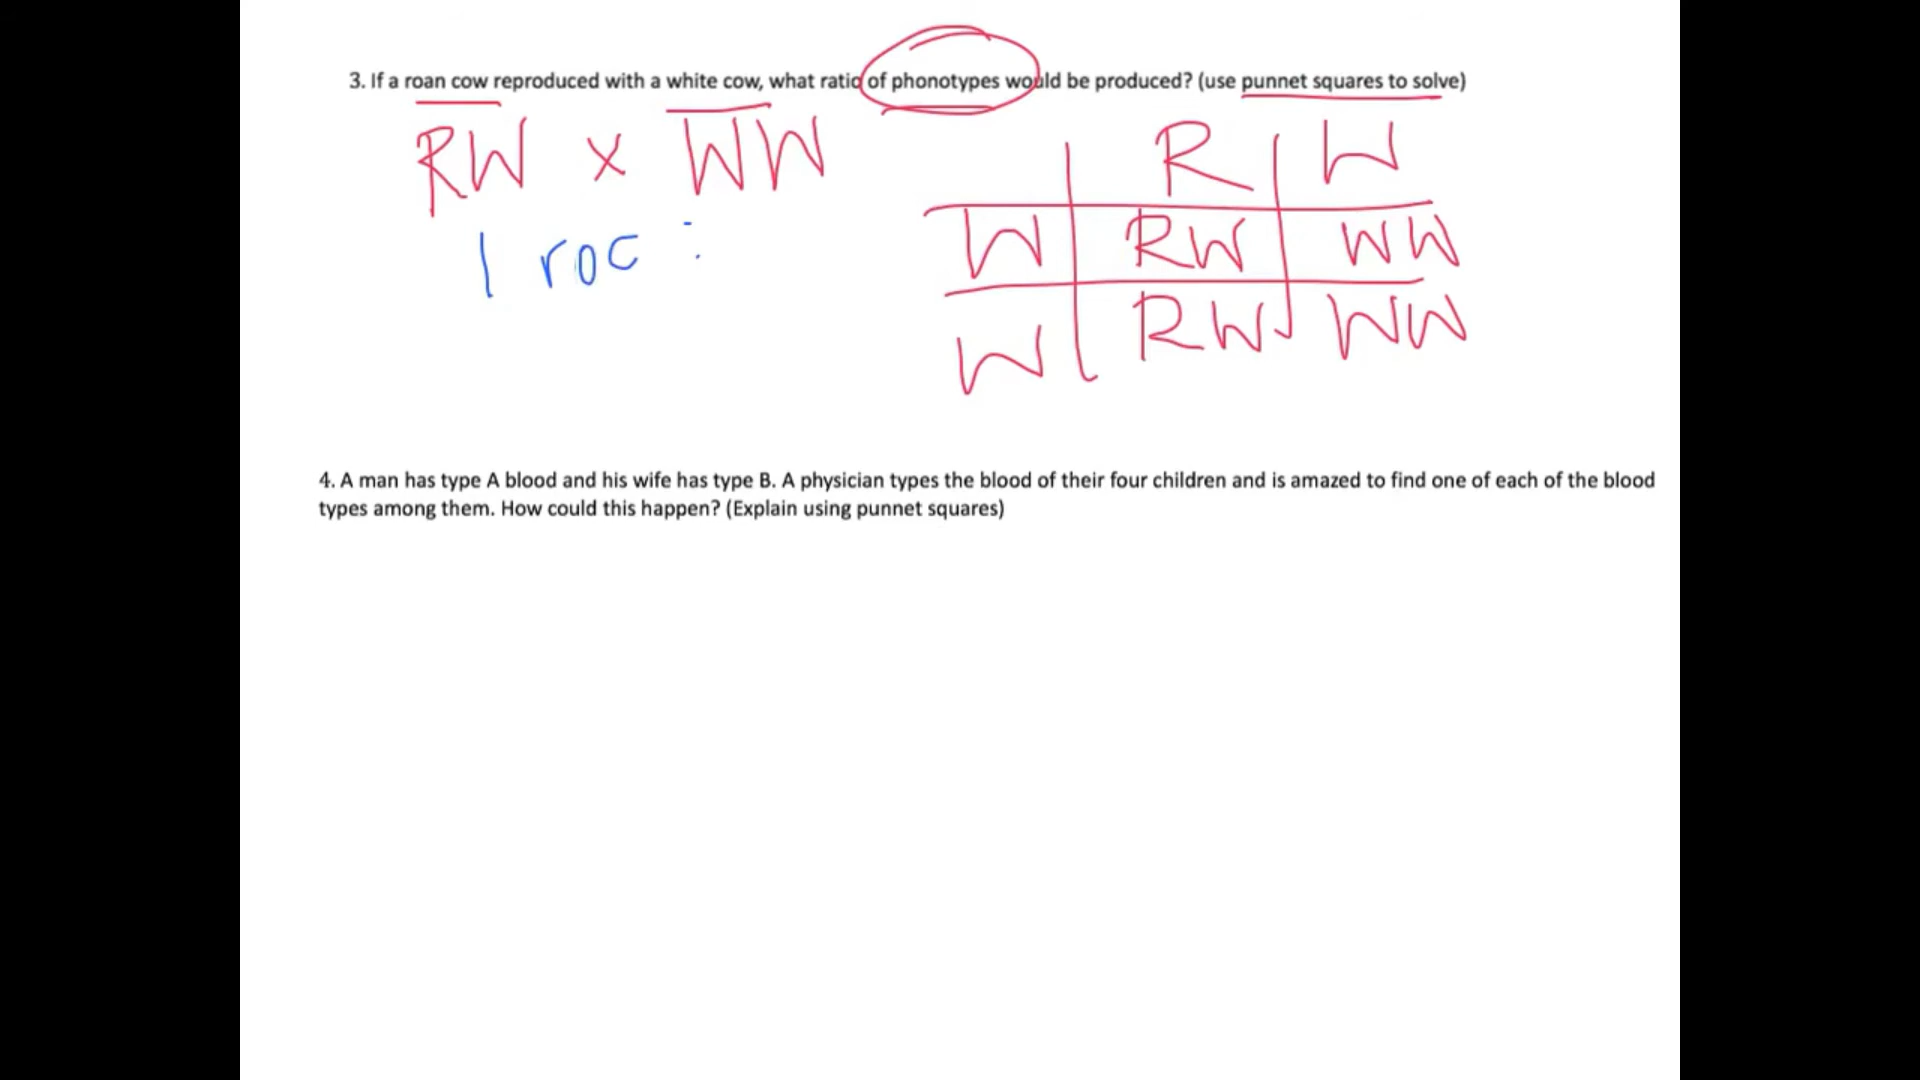 3. If a roan cow reproduced with a white cow, what ratio of phonotypes would be produced? (use punnet squares to solve)
RW x WW
1 roc :
R W
W RW WW
W RW WW
4. A man has type A blood and his wife has type B. A physician types the blood of their four children and is amazed to find one of each of the blood
types among them. How could this happen? (Explain using punnet squares)